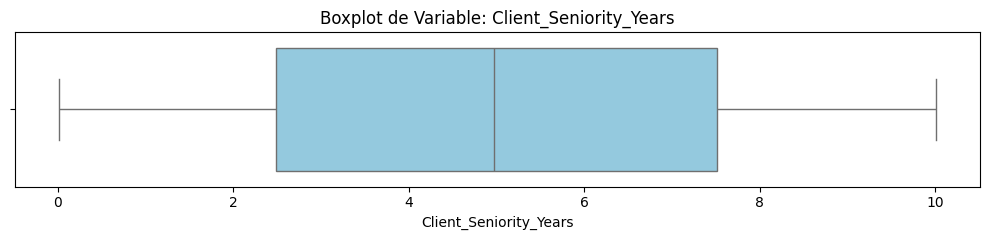 Boxplot de Variable: Client_Seniority_Years
0 2 4 6 8 10
Client_Seniority_Years